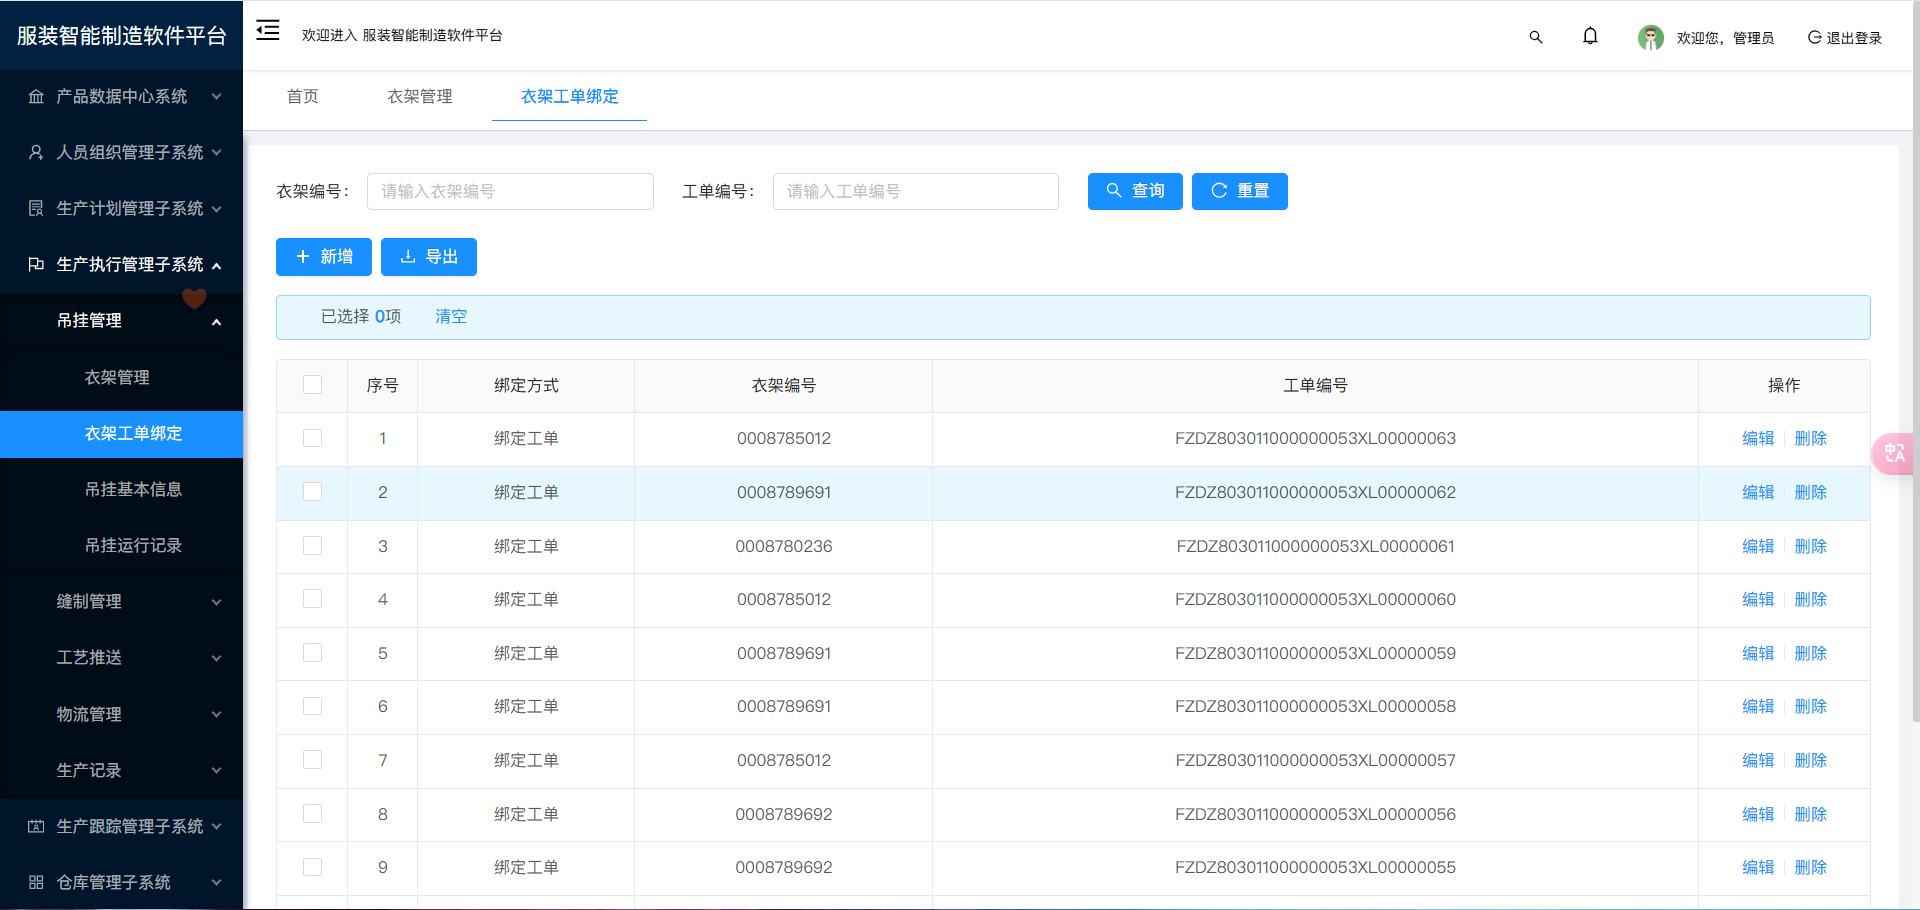 服装智能制造软件平台
欢迎进入 服装智能制造软件平台
欢迎您，管理员
退出登录
产品数据中心系统
人员组织管理子系统
生产计划管理子系统
生产执行管理子系统
吊挂管理
衣架管理
衣架工单绑定
吊挂基本信息
吊挂运行记录
缝制管理
工艺推送
物流管理
生产记录
生产跟踪管理子系统
仓库管理子系统
首页 衣架管理 衣架工单绑定
衣架编号： 请输入衣架编号 工单编号： 请输入工单编号 查询 重置
新增 导出
已选择 0项 清空
序号 绑定方式 衣架编号 工单编号 操作
1 绑定工单 0008785012 FZDZ803011000000053XL00000063 编辑 删除
2 绑定工单 0008789691 FZDZ803011000000053XL00000062 编辑 删除
3 绑定工单 0008780236 FZDZ803011000000053XL00000061 编辑 删除
4 绑定工单 0008785012 FZDZ803011000000053XL00000060 编辑 删除
5 绑定工单 0008789691 FZDZ803011000000053XL00000059 编辑 删除
6 绑定工单 0008789691 FZDZ803011000000053XL00000058 编辑 删除
7 绑定工单 0008785012 FZDZ803011000000053XL00000057 编辑 删除
8 绑定工单 0008789692 FZDZ803011000000053XL00000056 编辑 删除
9 绑定工单 0008789692 FZDZ803011000000053XL00000055 编辑 删除
中A